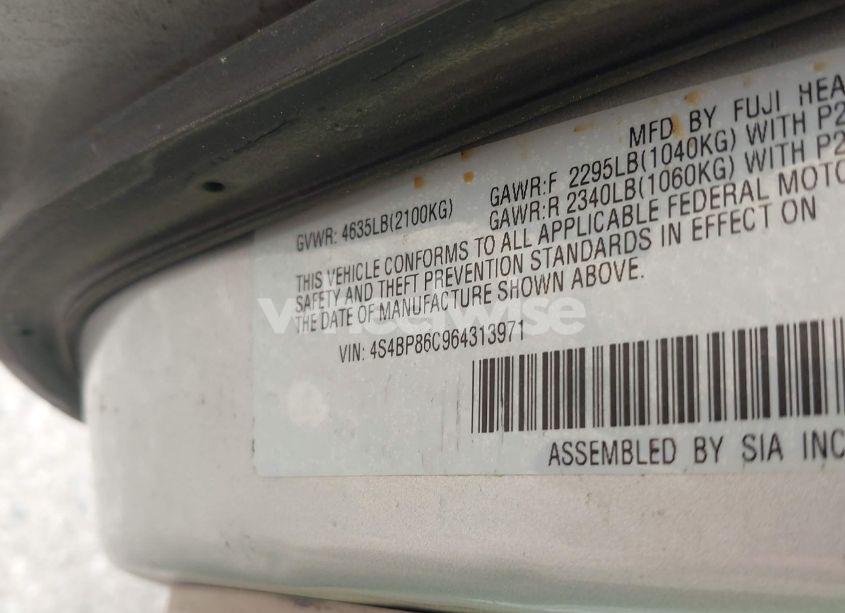 MFD BY FUJI HEA
GVWR: 4635LB(2100KG) GAWR:F 2295LB(1040KG) WITH P2
GAWR:R 2340LB(1060KG) WITH P2
THIS VEHICLE CONFORMS TO ALL APPLICABLE FEDERAL MOTO
SAFETY AND THEFT PREVENTION STANDARDS IN EFFECT ON
THE DATE OF MANUFACTURE SHOWN ABOVE.
VIN: 4S4BP86C964313971
ASSEMBLED BY SIA INC